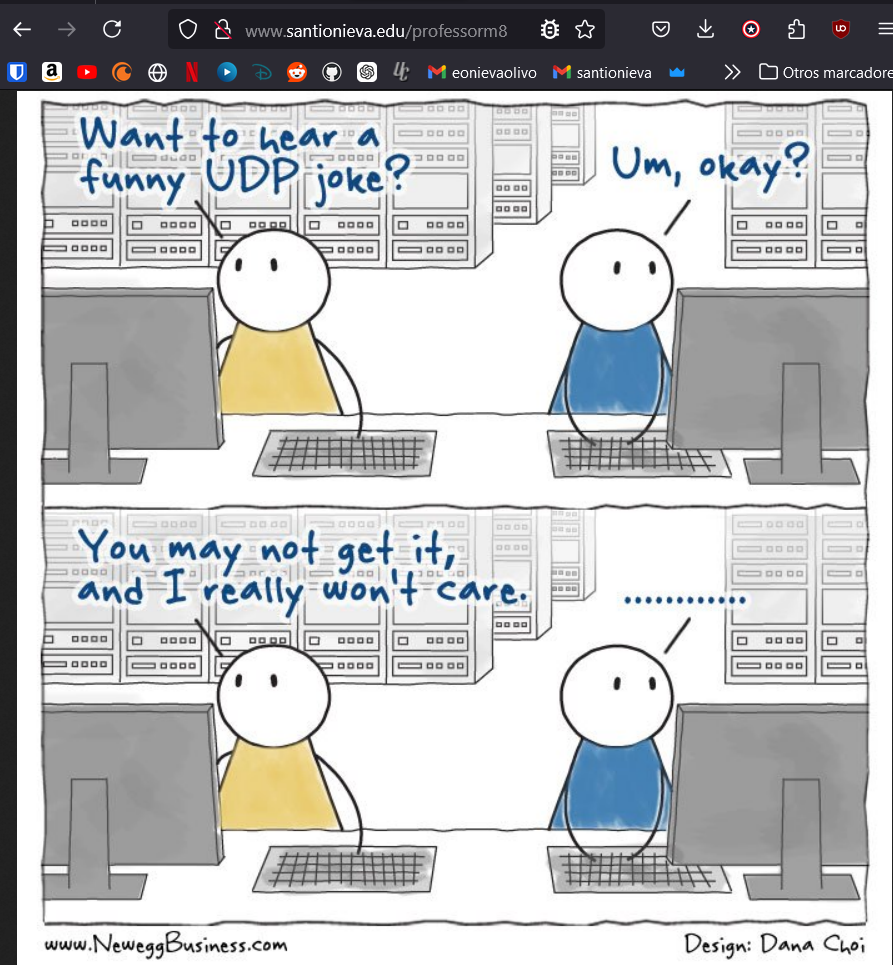 www.santionieva.edu/professorm8
eonievaolivo santionieva Otros marcadore
Want to hear a
funny UDP joke?
Um, okay?
You may not get it,
and I really won't care.
............
www.NeweggBusiness.com
Design: Dana Choi